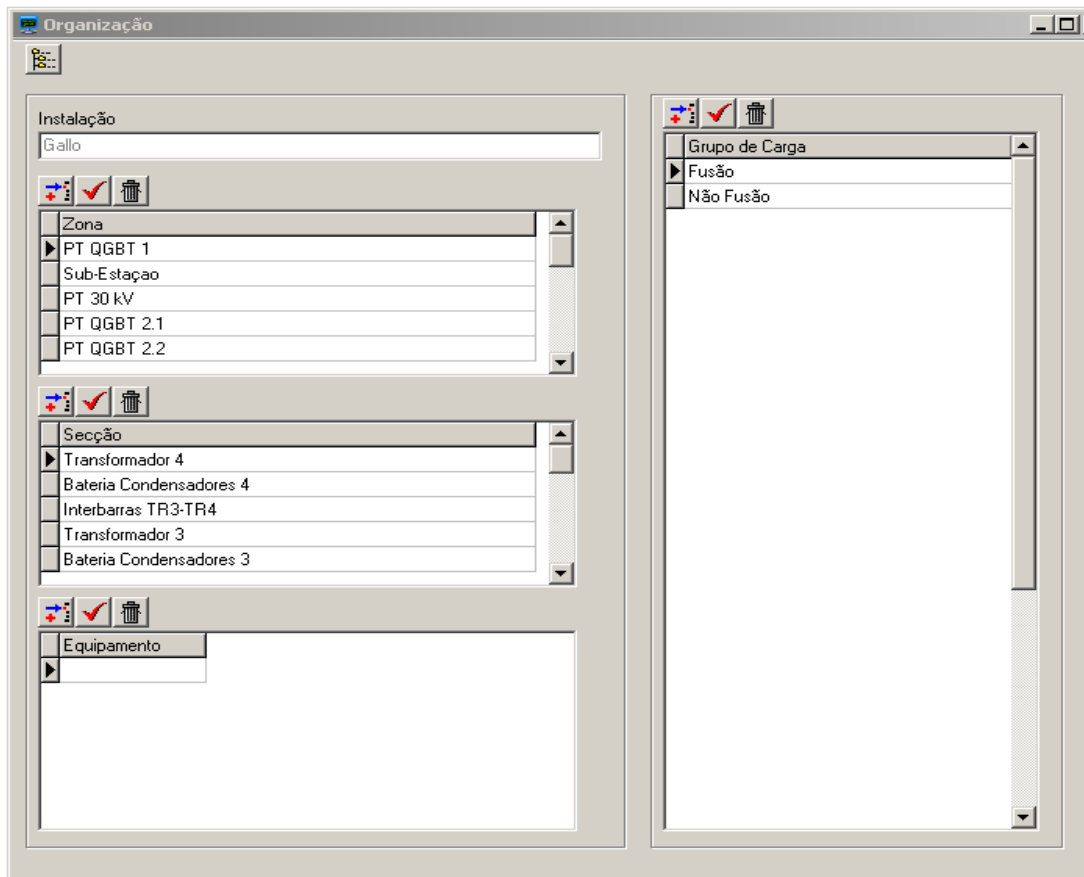 Organização
Instalação
Gallo
Zona
PT QGBT 1
Sub-Estaçao
PT 30 kV
PT QGBT 2.1
PT QGBT 2.2
Secção
Transformador 4
Bateria Condensadores 4
Interbarras TR3-TR4
Transformador 3
Bateria Condensadores 3
Equipamento
Grupo de Carga
Fusão
Não Fusão